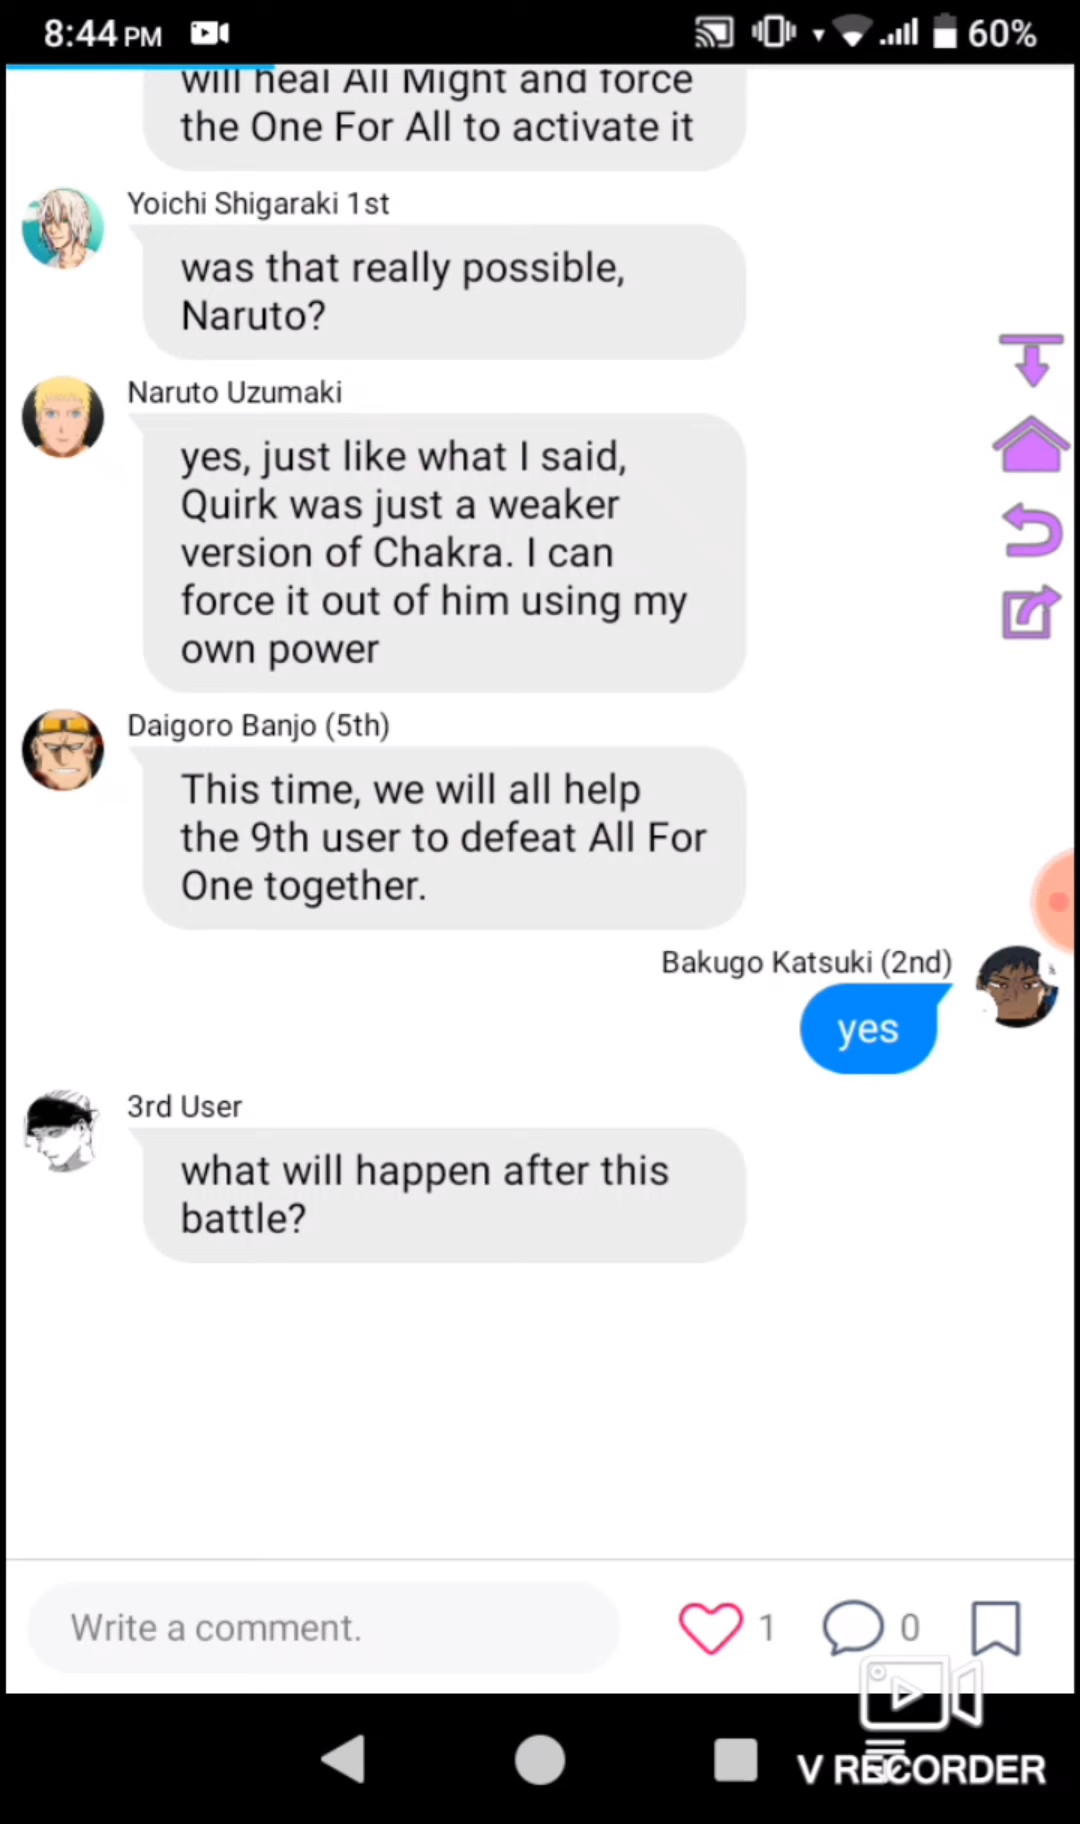 8:44 PM
60%
will heal All Might and force
the One For All to activate it
Yoichi Shigaraki 1st
was that really possible,
Naruto?
Naruto Uzumaki
yes, just like what I said,
Quirk was just a weaker
version of Chakra. I can
force it out of him using my
own power
Daigoro Banjo (5th)
This time, we will all help
the 9th user to defeat All For
One together.
Bakugo Katsuki (2nd)
yes
3rd User
what will happen after this
battle?
Write a comment.
1
0
V RECORDER